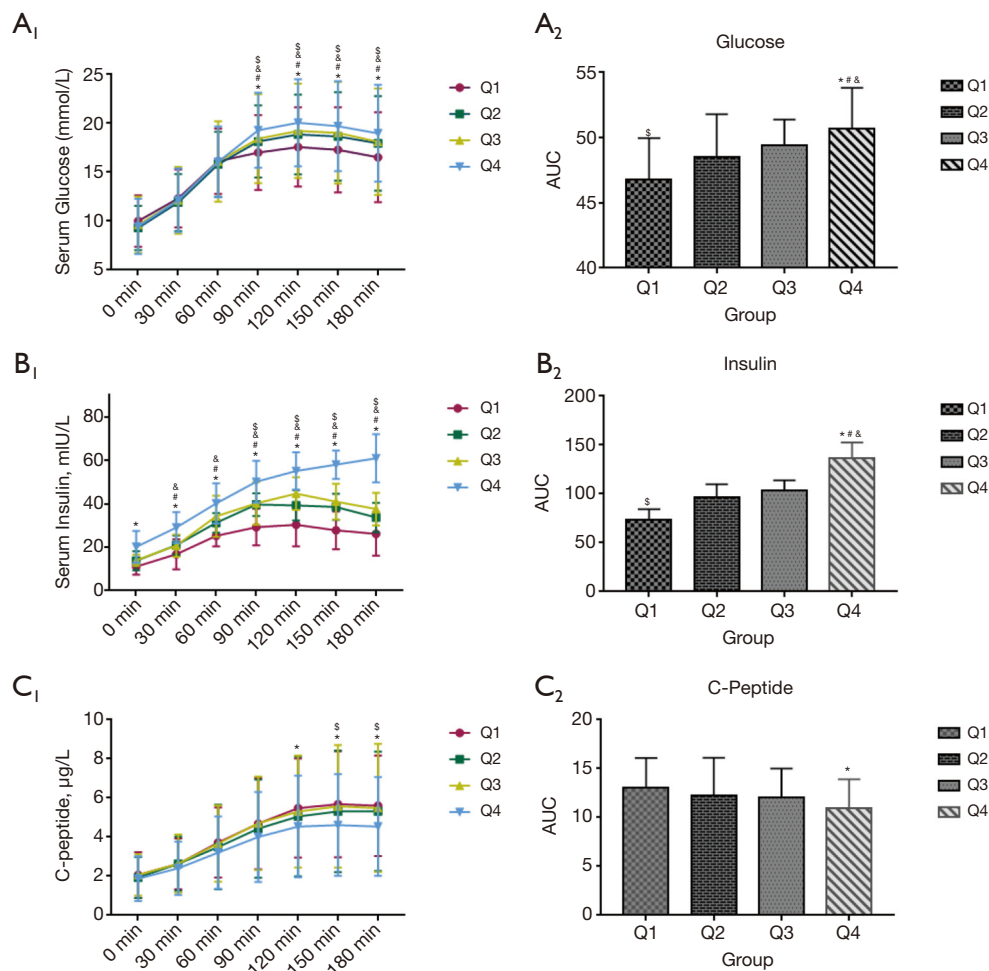 A1
Serum Glucose (mmol/L)
25
20
15
10
5
$ $ $ $
& & & &
# # # #
* * * *
0 min 30 min 60 min 90 min 120 min 150 min 180 min
Q1
Q2
Q3
Q4
A2
Glucose
AUC
55
50
45
40
$
* # &
Q1 Q2 Q3 Q4
Group
Q1
Q2
Q3
Q4
B1
Serum Insulin, mIU/L
80
60
40
20
0
*
&
# *
&
# *
$
&
# *
$
&
# *
$
&
# *
$
&
# *
0 min 30 min 60 min 90 min 120 min 150 min 180 min
Q1
Q2
Q3
Q4
B2
Insulin
AUC
200
150
100
50
0
$
* # &
Q1 Q2 Q3 Q4
Group
Q1
Q2
Q3
Q4
C1
C-peptide, μg/L
10
8
6
4
2
0
*
$
*
$
*
0 min 30 min 60 min 90 min 120 min 150 min 180 min
Q1
Q2
Q3
Q4
C2
C-Peptide
AUC
20
15
10
5
0
*
Q1 Q2 Q3 Q4
Group
Q1
Q2
Q3
Q4